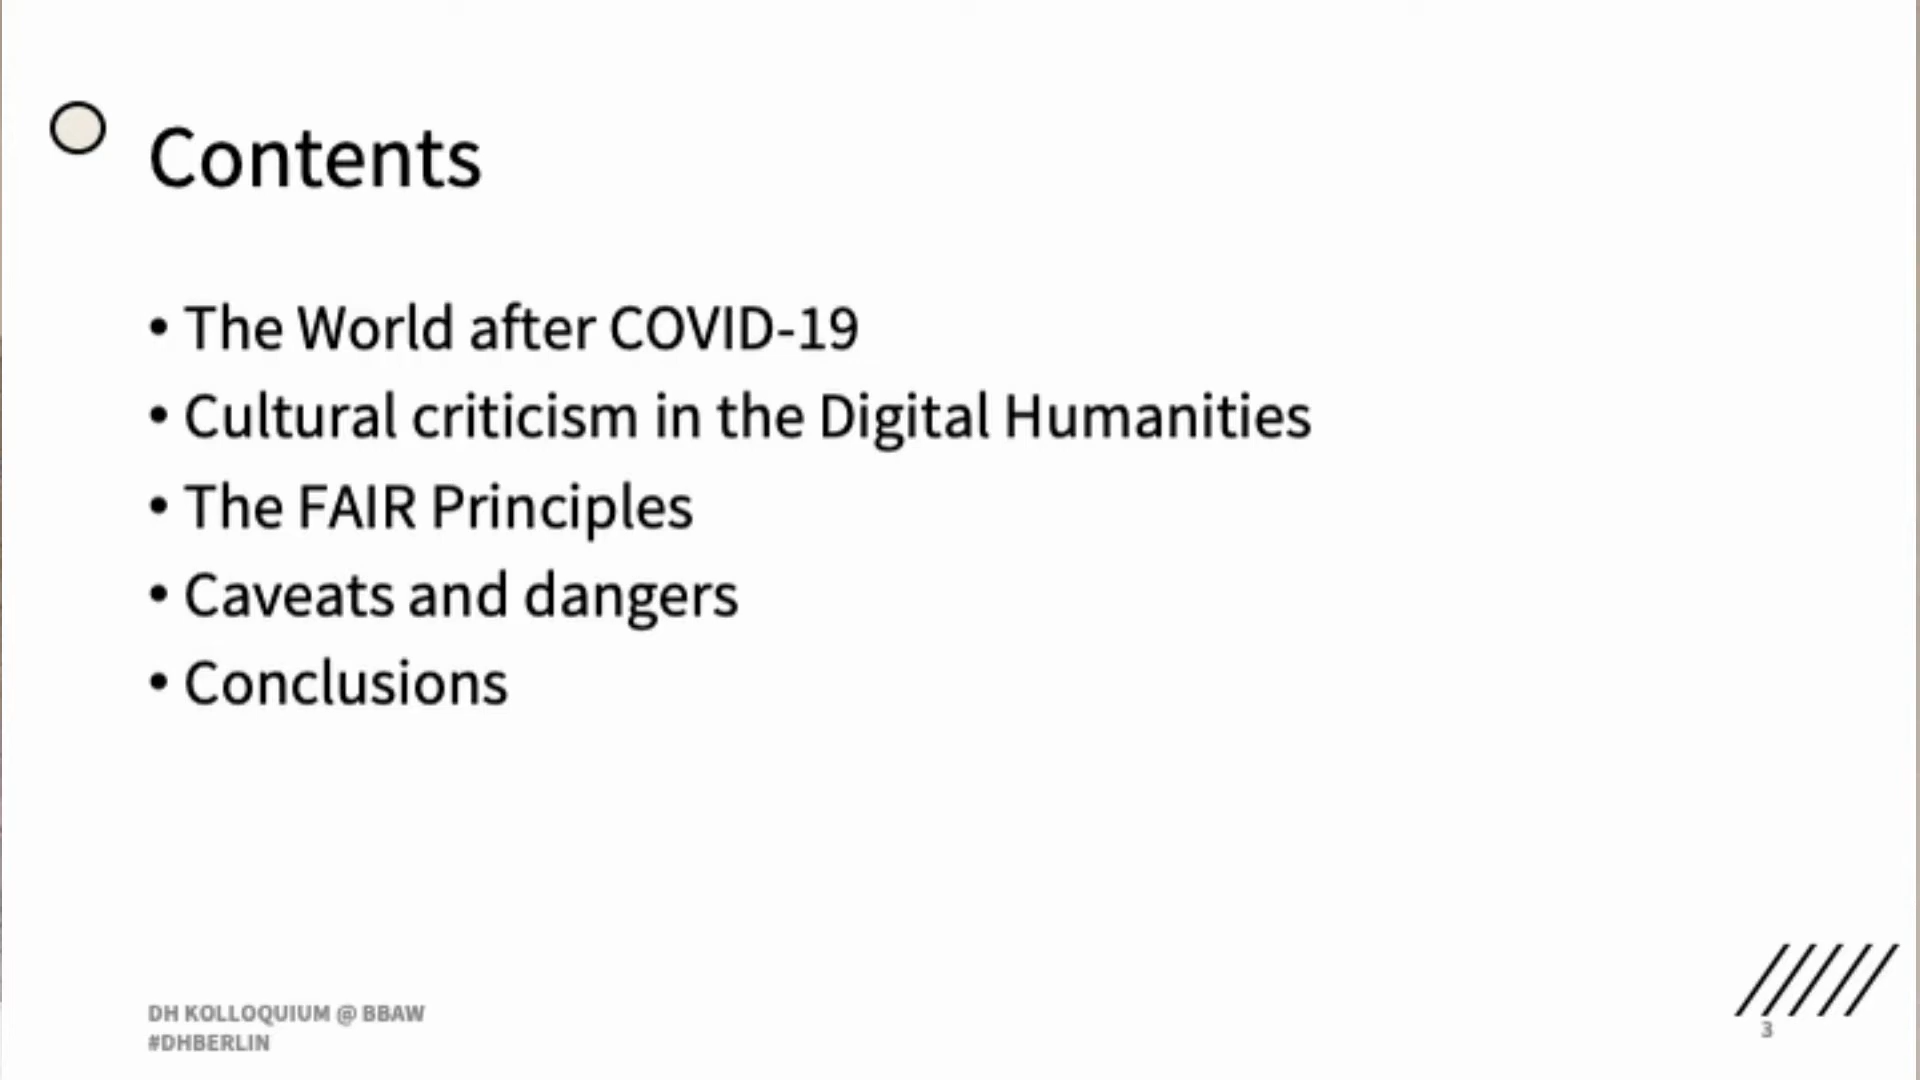 Contents
• The World after COVID-19
• Cultural criticism in the Digital Humanities
• The FAIR Principles
• Caveats and dangers
• Conclusions
DH KOLLOQUIUM @ BBAW
#DHBERLIN
3